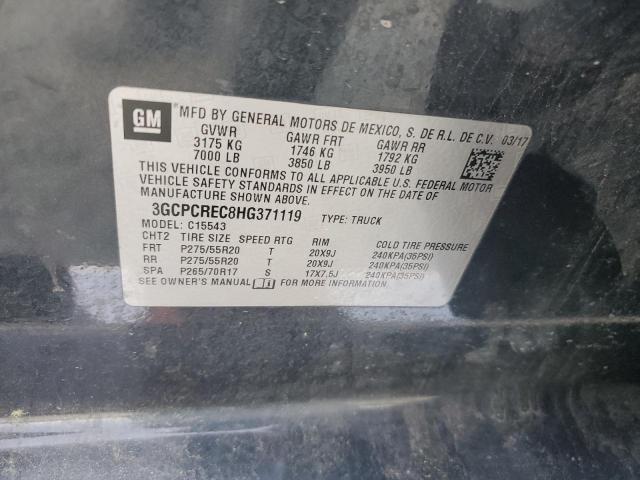 GM
MFD BY GENERAL MOTORS DE MEXICO, S. DE R.L. DE C.V. 03/17
GVWR GAWR FRT GAWR RR
3175 KG 1746 KG 1792 KG
7000 LB 3850 LB 3950 LB
THIS VEHICLE CONFORMS TO ALL APPLICABLE U.S. FEDERAL MOTOR
VEHICLE SAFETY STANDARDS IN EFFECT ON THE DATE OF
MANUFACTURE SHOWN ABOVE.
3GCPCREC8HG371119 TYPE: TRUCK
MODEL: C15543
CHT2 TIRE SIZE SPEED RTG RIM COLD TIRE PRESSURE
FRT P275/55R20 T 20X9J 240KPA(35PSI)
RR P275/55R20 T 20X9J 240KPA(35PSI)
SPA P265/70R17 S 17X7.5J 240KPA(35PSI)
SEE OWNER'S MANUAL FOR MORE INFORMATION.